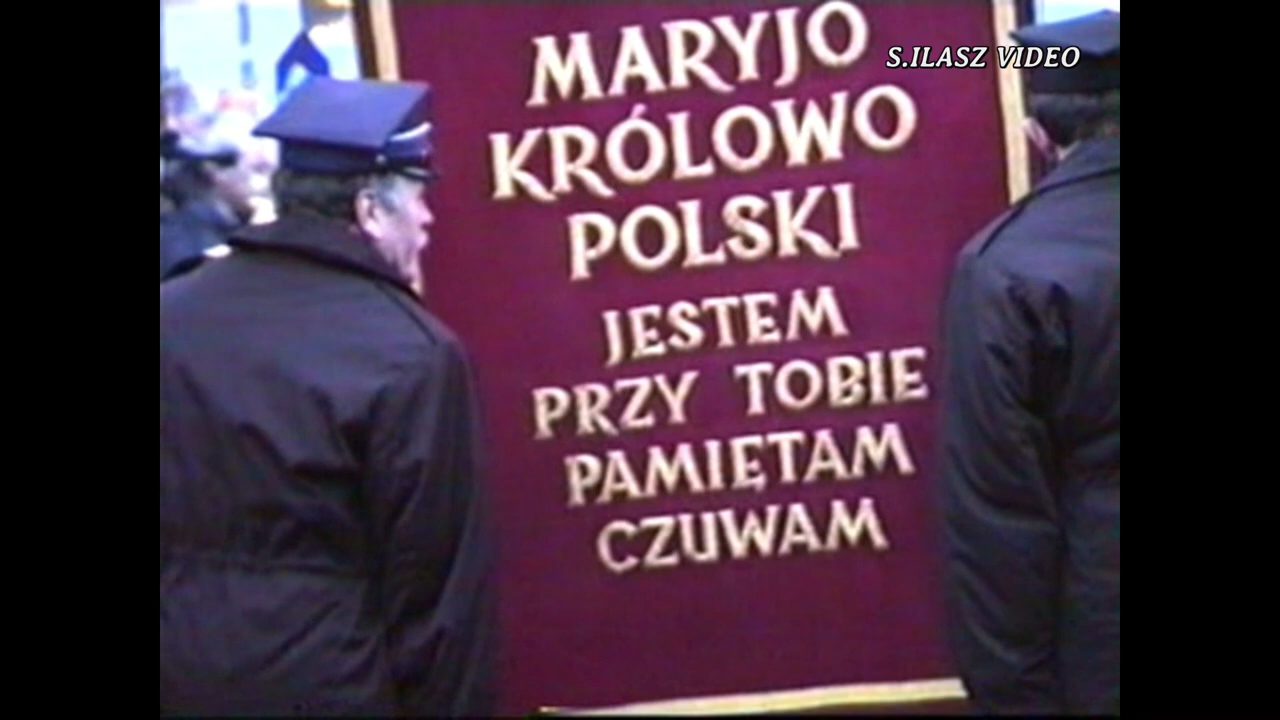 S.ILASZ VIDEO
MARYJO
KRÓLOWO
POLSKI
JESTEM
PRZY TOBIE
PAMIĘTAM
CZUWAM